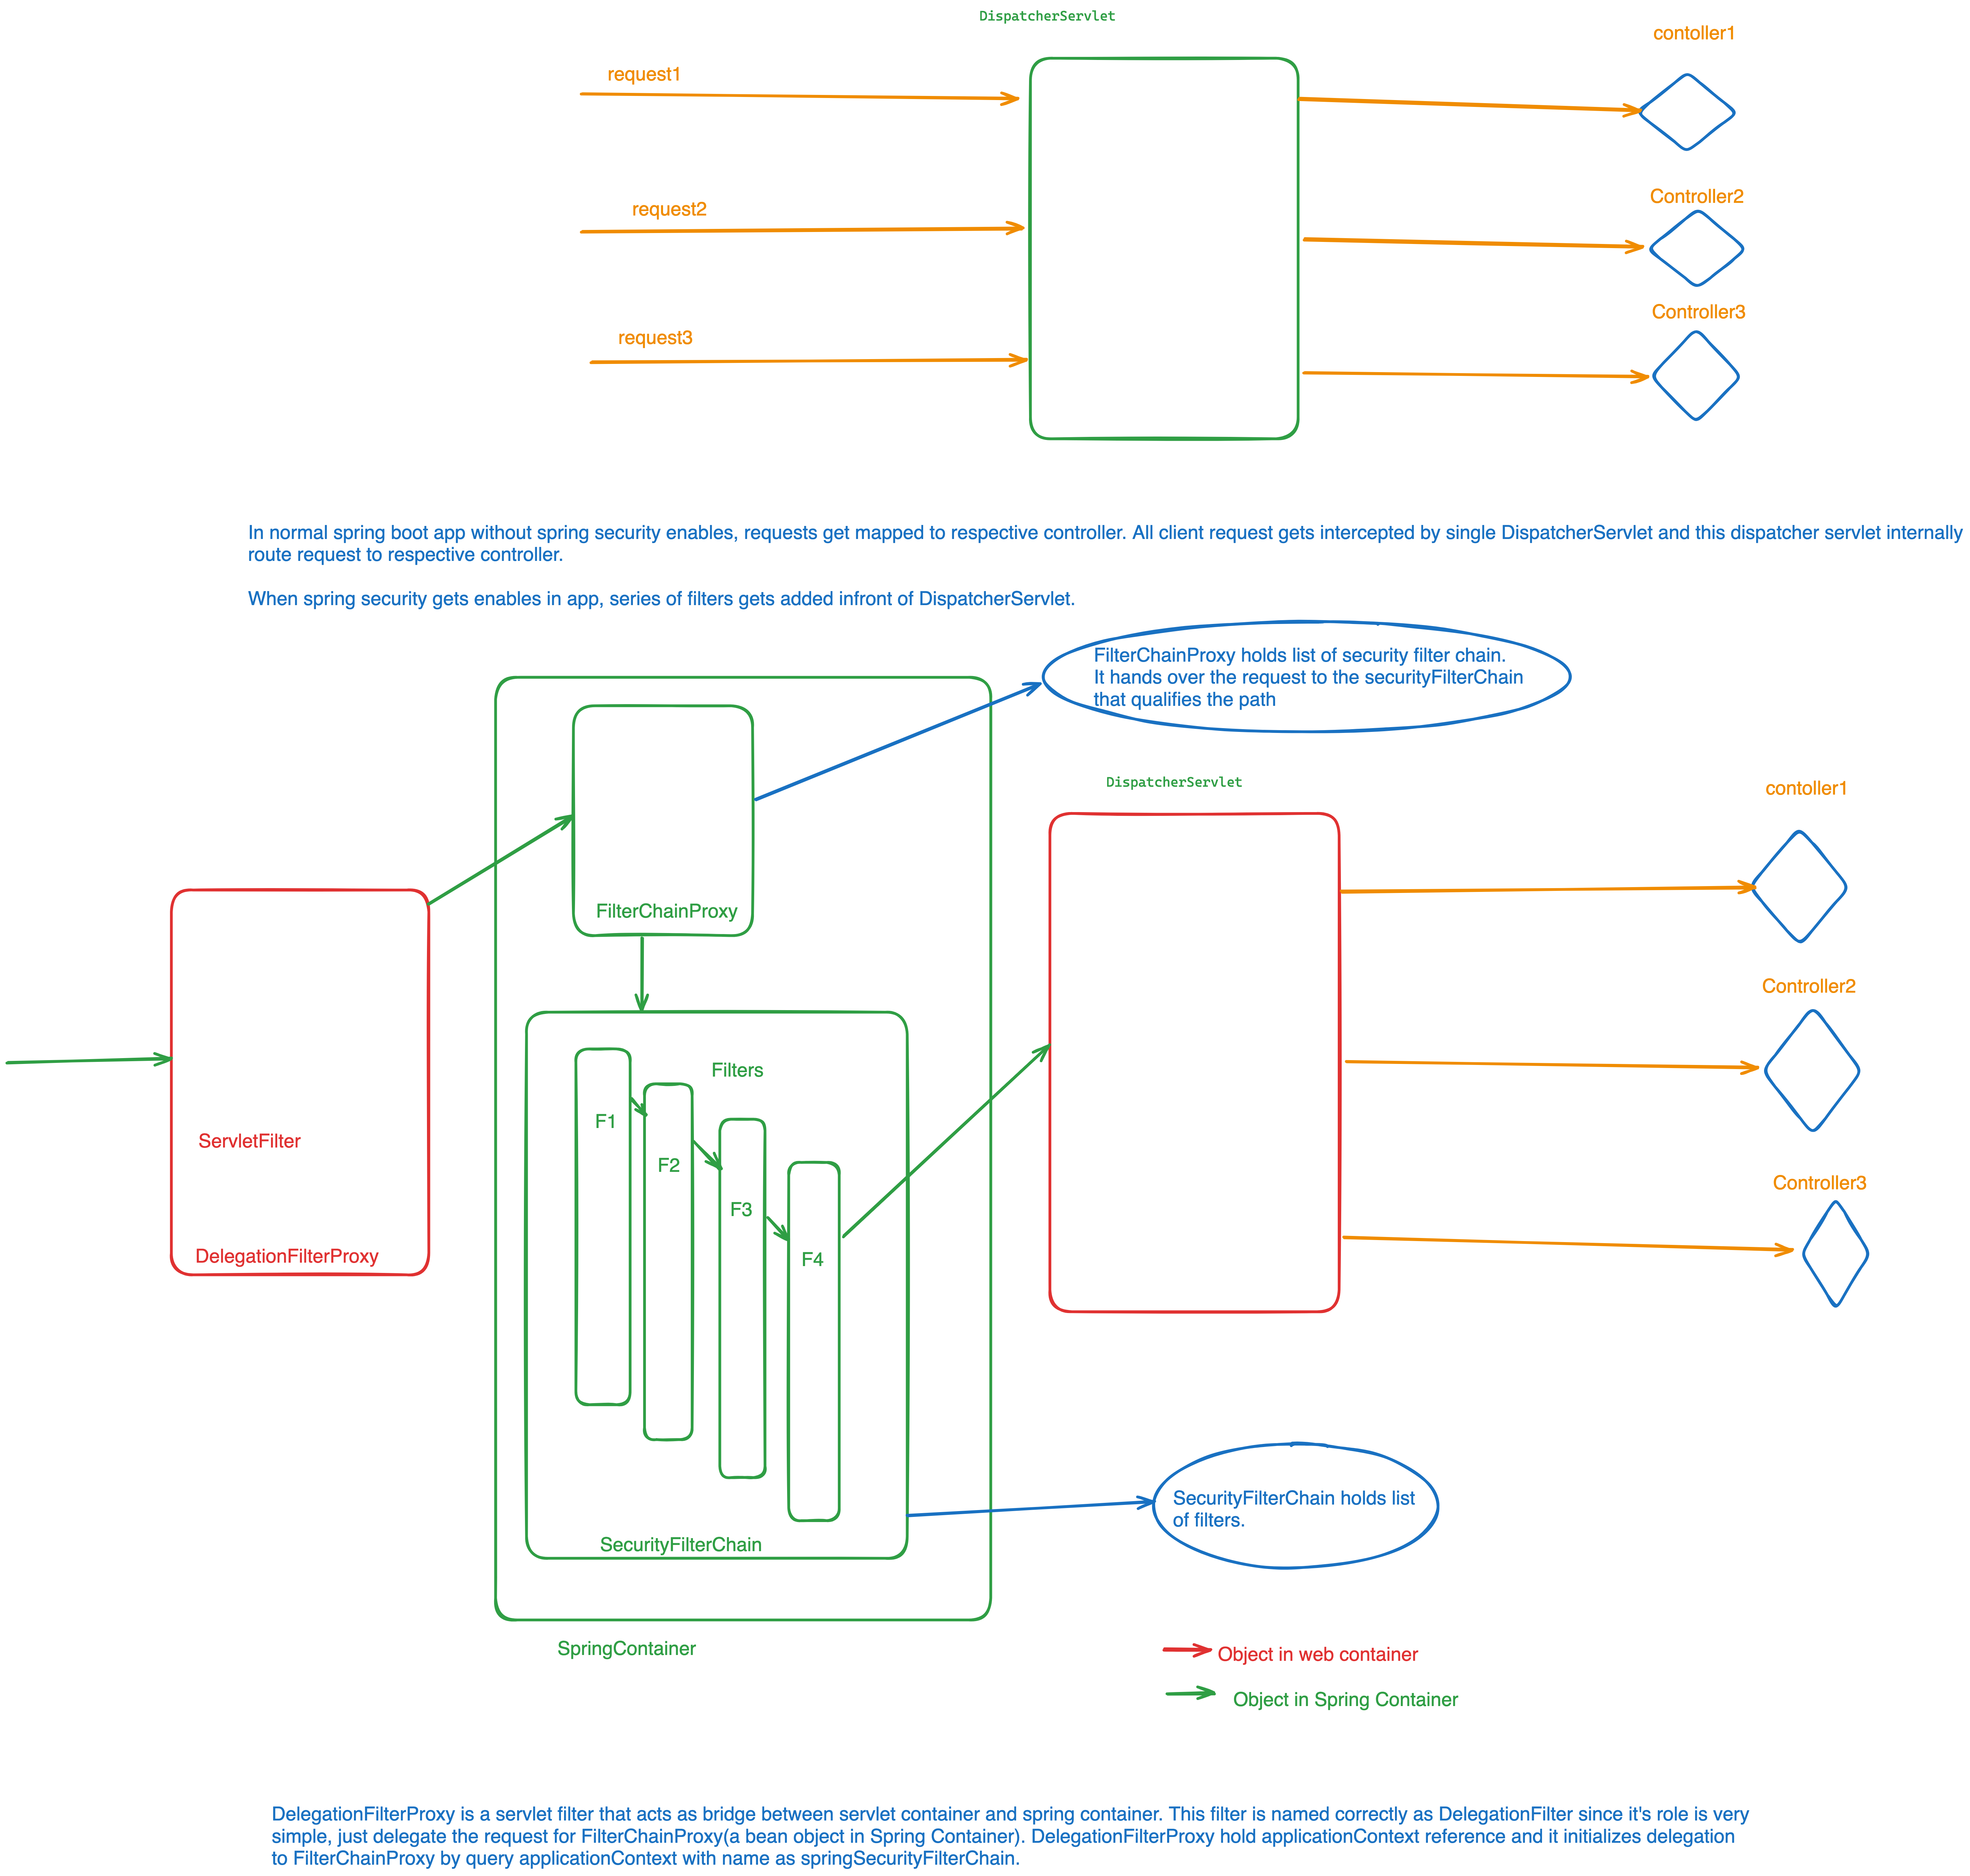 DispatcherServlet
contoller1
request1
Controller2
request2
Controller3
request3
In normal spring boot app without spring security enables, requests get mapped to respective controller. All client request gets intercepted by single DispatcherServlet and this dispatcher servlet internally
route request to respective controller.
When spring security gets enables in app, series of filters gets added infront of DispatcherServlet.
FilterChainProxy holds list of security filter chain.
It hands over the request to the securityFilterChain
that qualifies the path
DispatcherServlet
contoller1
FilterChainProxy
Controller2
Filters
F1
ServletFilter
F2
Controller3
F3
DelegationFilterProxy
F4
SecurityFilterChain holds list
of filters.
SecurityFilterChain
SpringContainer
Object in web container
Object in Spring Container
DelegationFilterProxy is a servlet filter that acts as bridge between servlet container and spring container. This filter is named correctly as DelegationFilter since it's role is very
simple, just delegate the request for FilterChainProxy(a bean object in Spring Container). DelegationFilterProxy hold applicationContext reference and it initializes delegation
to FilterChainProxy by query applicationContext with name as springSecurityFilterChain.